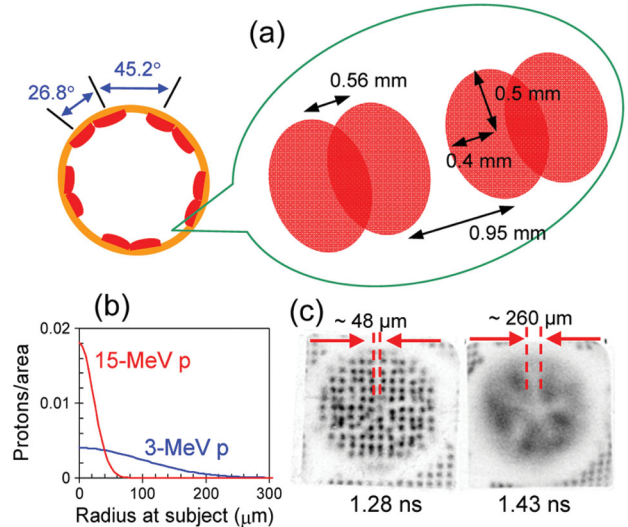 (a)
26.8°
45.2°
0.56 mm
0.5 mm
0.4 mm
0.95 mm
(b)
Protons/area
0.02
0.01
0
15-MeV p
3-MeV p
0 100 200 300
Radius at subject (μm)
(c)
~ 48 μm
~ 260 μm
1.28 ns
1.43 ns